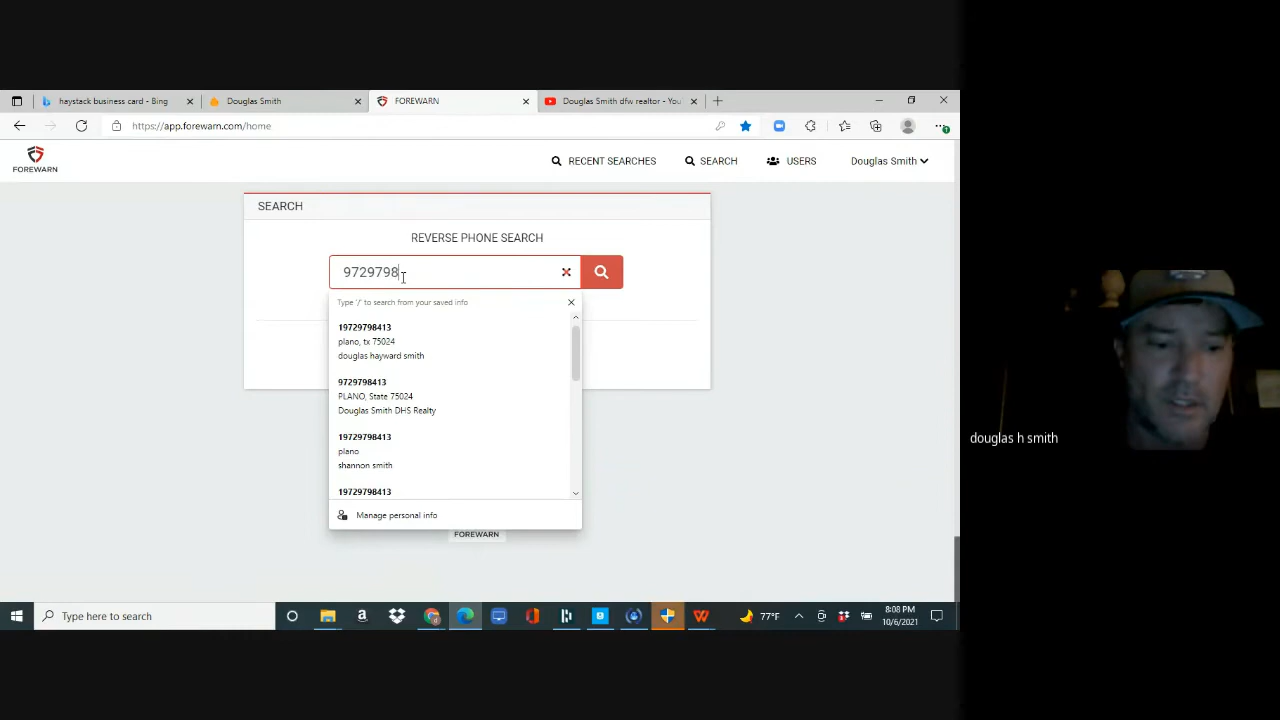 haystack business card - Bing
Douglas Smith
FOREWARN
Douglas Smith dfw realtor - You
https://app.forewarn.com/home
FOREWARN
RECENT SEARCHES
SEARCH
USERS
Douglas Smith
SEARCH
REVERSE PHONE SEARCH
9729798
Type '/' to search from your saved info
19729798413
plano, tx 75024
douglas hayward smith
9729798413
PLANO, State 75024
Douglas Smith DHS Realty
19729798413
plano
shannon smith
19729798413
Manage personal info
FOREWARN
douglas h smith
Type here to search
77°F
8:08 PM
10/6/2021